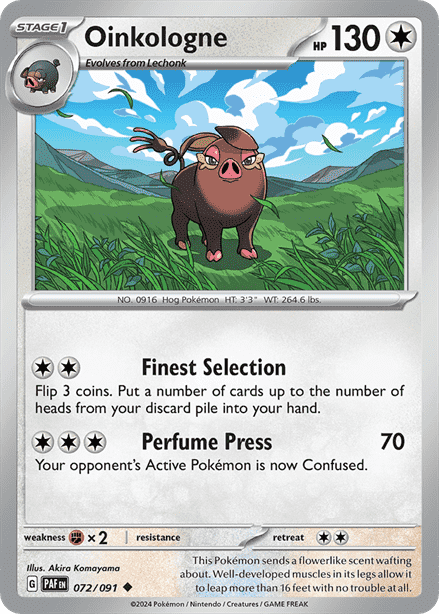 STAGE1
Oinkologne
HP 130
Evolves from Lechonk
NO. 0916 Hog Pokémon HT: 3'3" WT: 264.6 lbs.
Finest Selection
Flip 3 coins. Put a number of cards up to the number of
heads from your discard pile into your hand.
Perfume Press 70
Your opponent's Active Pokémon is now Confused.
weakness ×2 resistance retreat
Illus. Akira Komayama
G PAF EN 072/091
This Pokémon sends a flowerlike scent wafting
about. Well-developed muscles in its legs allow it
to leap more than 16 feet with no trouble at all.
©2024 Pokémon / Nintendo / Creatures / GAME FREAK